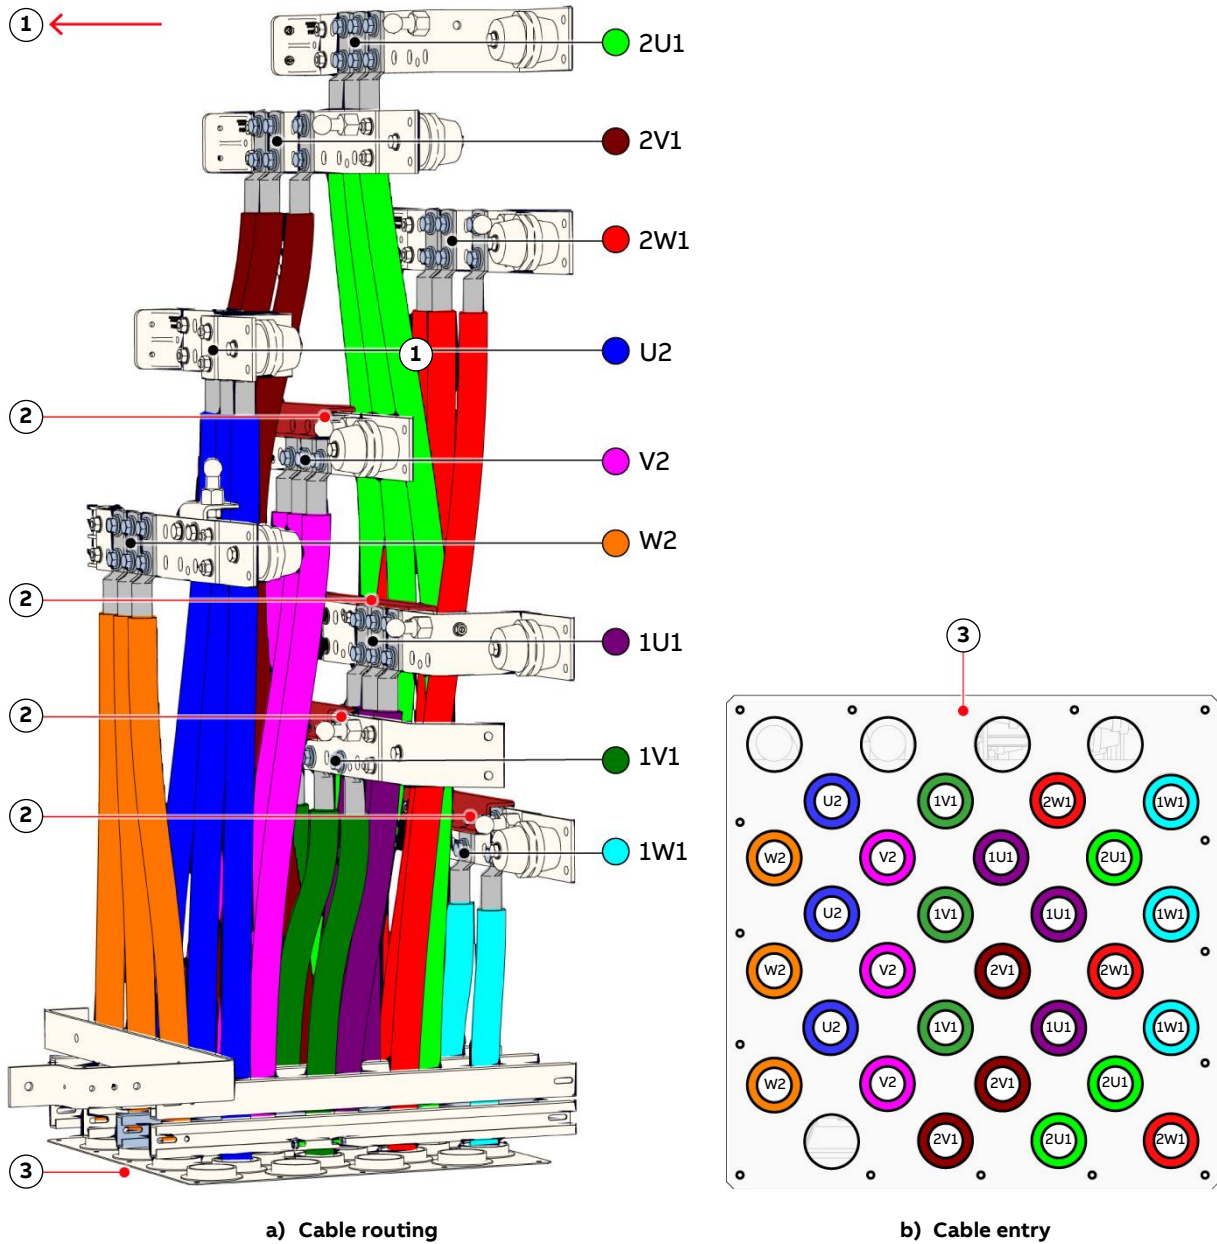 1
2U1
2V1
2W1
1
U2
2
V2
W2
2
1U1
2
1V1
2
1W1
3
3
U2 1V1 2W1 1W1
W2 V2 1U1 2U1
U2 1V1 1U1 1W1
W2 V2 2V1 2W1
U2 1V1 1U1 1W1
W2 V2 2V1 2U1
2V1 2U1 2W1
a) Cable routing
b) Cable entry